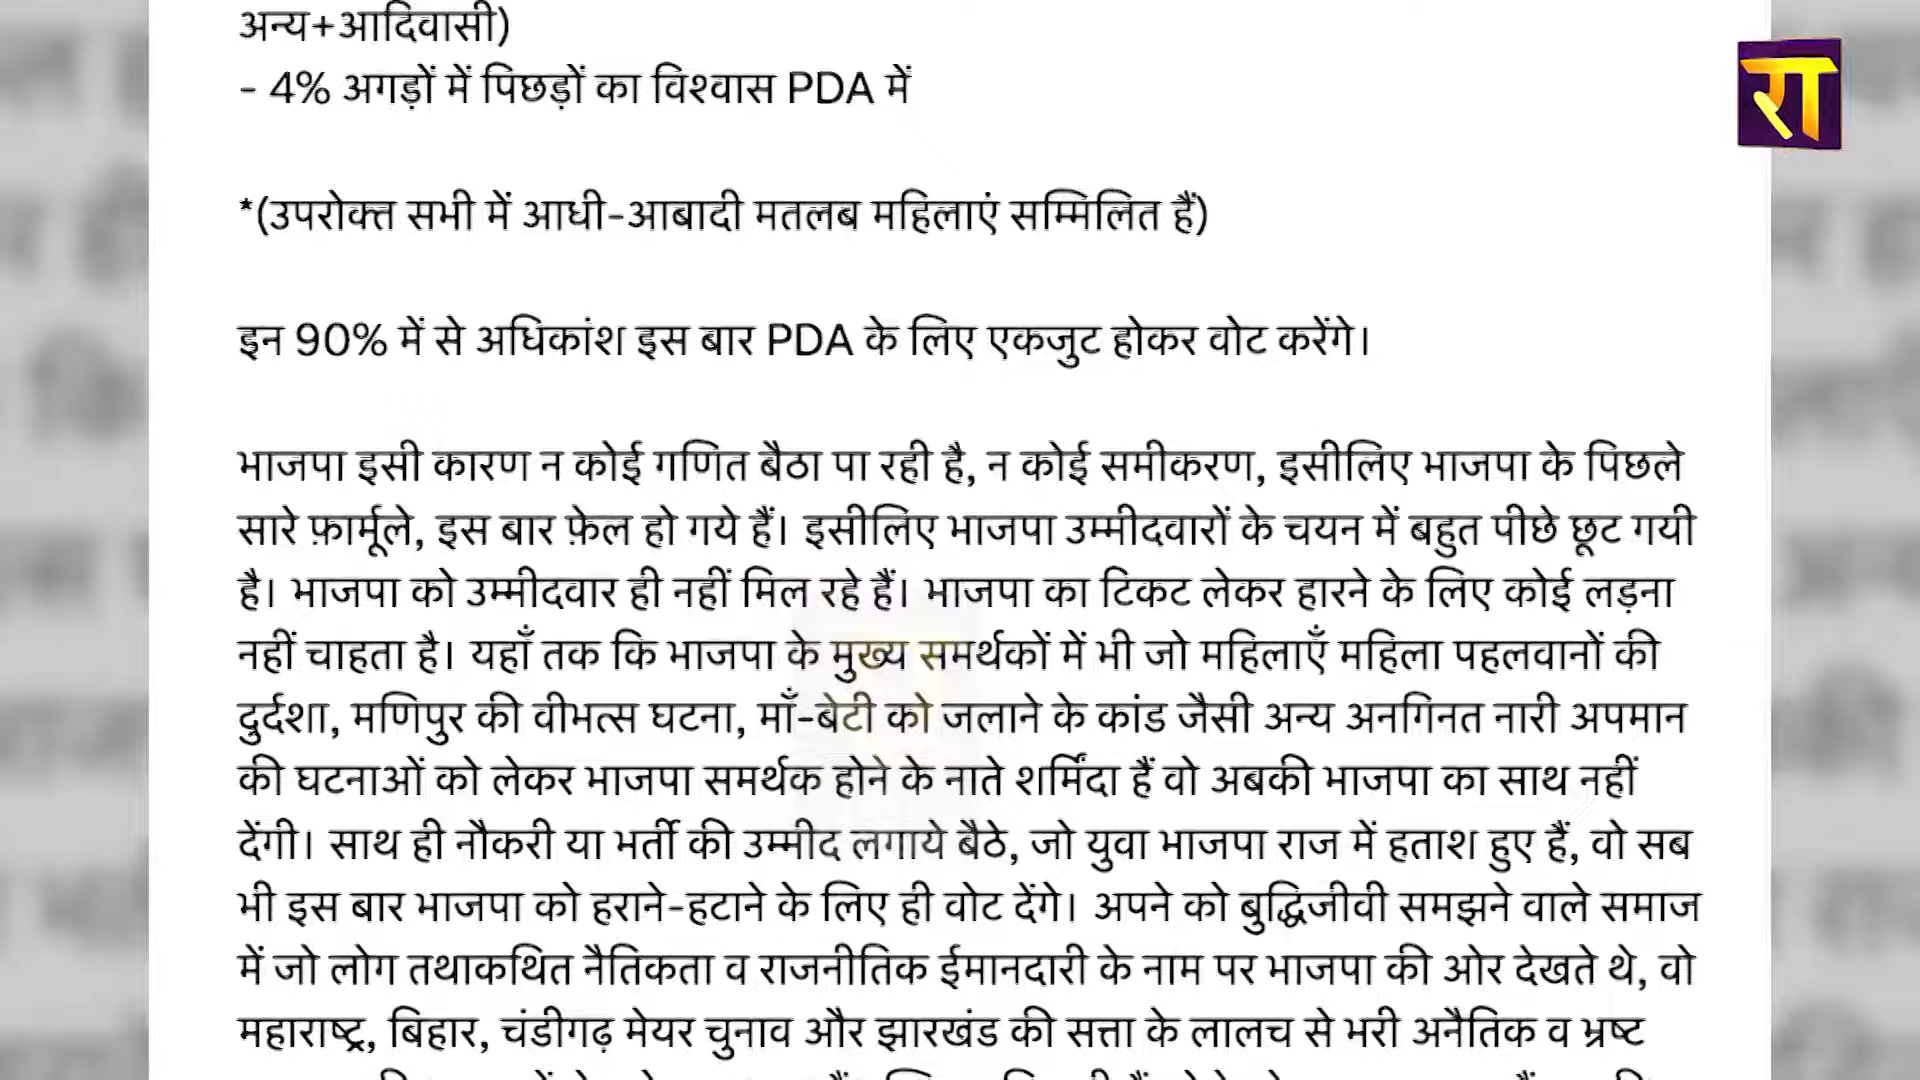 अन्य+आदिवासी)
रा
- 4% अगड़ों में पिछड़ों का विश्वास PDA में
*(उपरोक्त सभी में आधी-आबादी मतलब महिलाएं सम्मिलित हैं)
इन 90% में से अधिकांश इस बार PDA के लिए एकजुट होकर वोट करेंगे।
भाजपा इसी कारण न कोई गणित बैठा पा रही है, न कोई समीकरण, इसीलिए भाजपा के पिछले
सारे फ़ार्मूले, इस बार फ़ेल हो गये हैं। इसीलिए भाजपा उम्मीदवारों के चयन में बहुत पीछे छूट गयी
है। भाजपा को उम्मीदवार ही नहीं मिल रहे हैं। भाजपा का टिकट लेकर हारने के लिए कोई लड़ना
नहीं चाहता है। यहाँ तक कि भाजपा के मुख्य समर्थकों में भी जो महिलाएँ महिला पहलवानों की
दुर्दशा, मणिपुर की वीभत्स घटना, माँ-बेटी को जलाने के कांड जैसी अन्य अनगिनत नारी अपमान
की घटनाओं को लेकर भाजपा समर्थक होने के नाते शर्मिंदा हैं वो अबकी भाजपा का साथ नहीं
देंगी। साथ ही नौकरी या भर्ती की उम्मीद लगाये बैठे, जो युवा भाजपा राज में हताश हुए हैं, वो सब
भी इस बार भाजपा को हराने-हटाने के लिए ही वोट देंगे। अपने को बुद्धिजीवी समझने वाले समाज
में जो लोग तथाकथित नैतिकता व राजनीतिक ईमानदारी के नाम पर भाजपा की ओर देखते थे, वो
महाराष्ट्र, बिहार, चंडीगढ़ मेयर चुनाव और झारखंड की सत्ता के लालच से भरी अनैतिक व भ्रष्ट